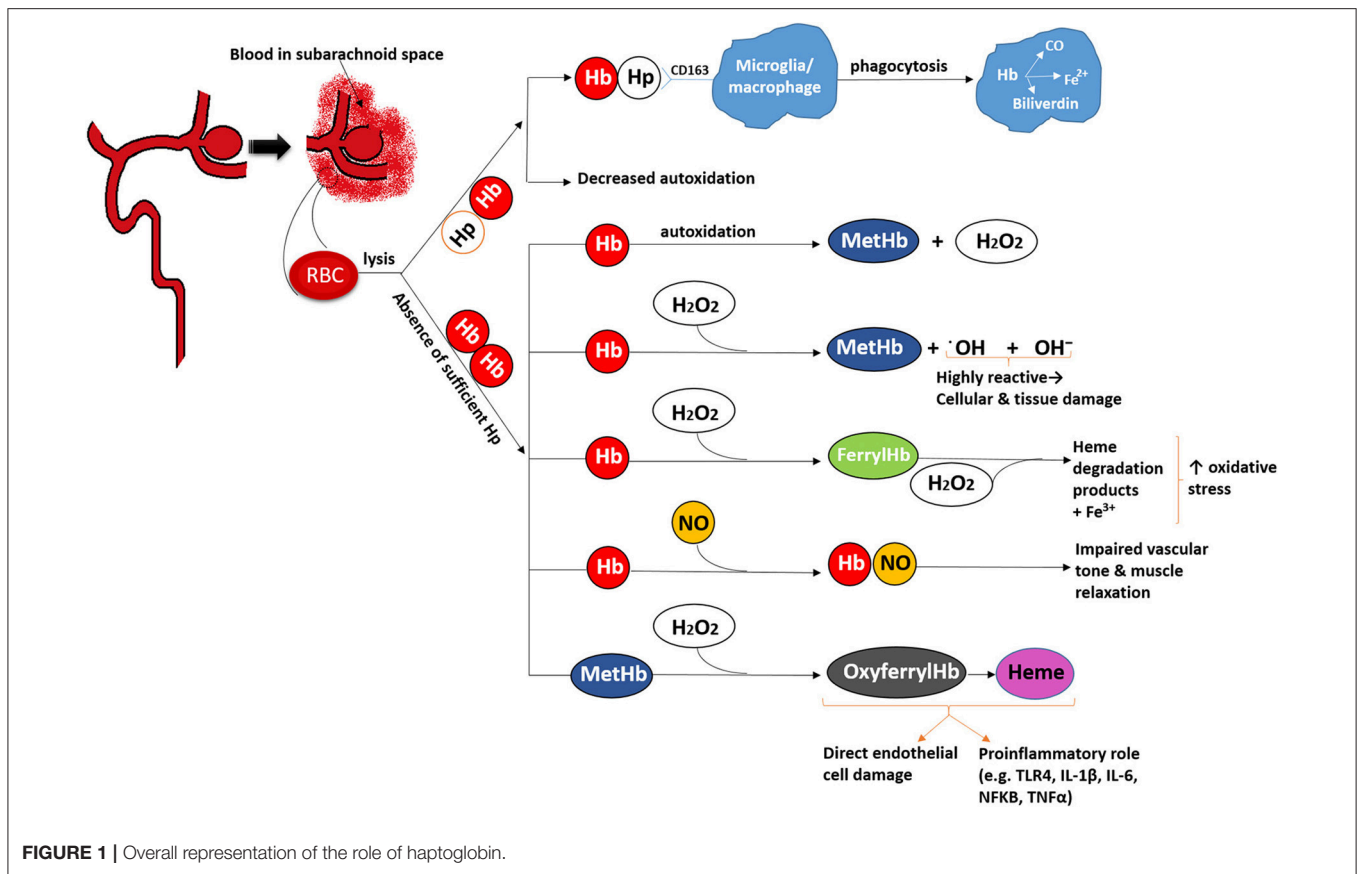 Blood in subarachnoid space
Hb
Hp
CD163
Microglia/
macrophage
phagocytosis
CO
Hb
Fe²⁺
Biliverdin
Decreased autoxidation
Hb
Hp
RBC
lysis
Absence of sufficient Hp
Hb
Hb
Hb
autoxidation
MetHb + H₂O₂
H₂O₂
Hb
MetHb + ˙OH + OH⁻
Highly reactive→
Cellular & tissue damage
H₂O₂
Hb
FerrylHb
H₂O₂
Heme
degradation
products
+ Fe³⁺
↑ oxidative
stress
NO
Hb
Hb NO
Impaired vascular
tone & muscle
relaxation
H₂O₂
MetHb
OxyferrylHb
Heme
Direct endothelial
cell damage
Proinflammatory role
(e.g. TLR4, IL-1β, IL-6,
NFKB, TNFα)
FIGURE 1 | Overall representation of the role of haptoglobin.